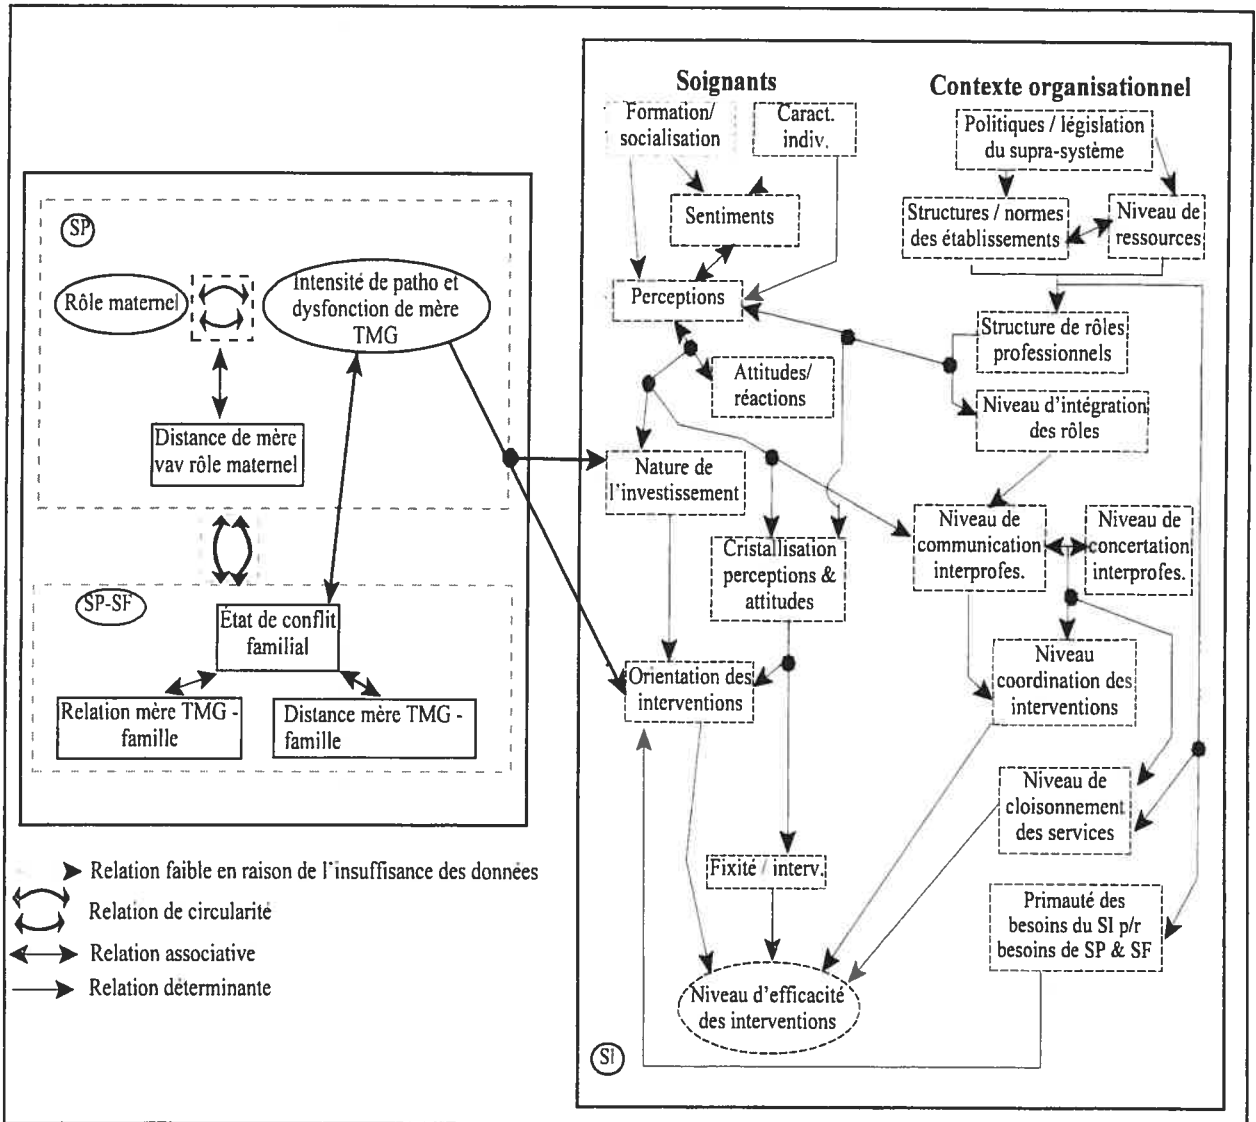 SP
Rôle maternel
Intensité de patho et
dysfonction de mère
TMG
Distance de mère
vav rôle maternel
SP-SF
État de conflit
familial
Relation mère TMG -
famille
Distance mère TMG -
famille
Relation faible en raison de l'insuffisance des données
Relation de circularité
Relation associative
Relation déterminante
Soignants
Formation/
socialisation
Caract.
indiv.
Sentiments
Perceptions
Attitudes/
réactions
Nature de
l'investissement
Cristallisation
perceptions &
attitudes
Orientation des
interventions
Fixité / interv.
Niveau d'efficacité
des interventions
Contexte organisationnel
Politiques / législation
du supra-système
Structures / normes
des établissements
Niveau de
ressources
Structure de rôles
professionnels
Niveau d'intégration
des rôles
Niveau de
communication
interprofes.
Niveau de
concertation
interprofes.
Niveau
coordination des
interventions
Niveau de
cloisonnement
des services
Primauté des
besoins du SI p/r
besoins de SP & SF
SI